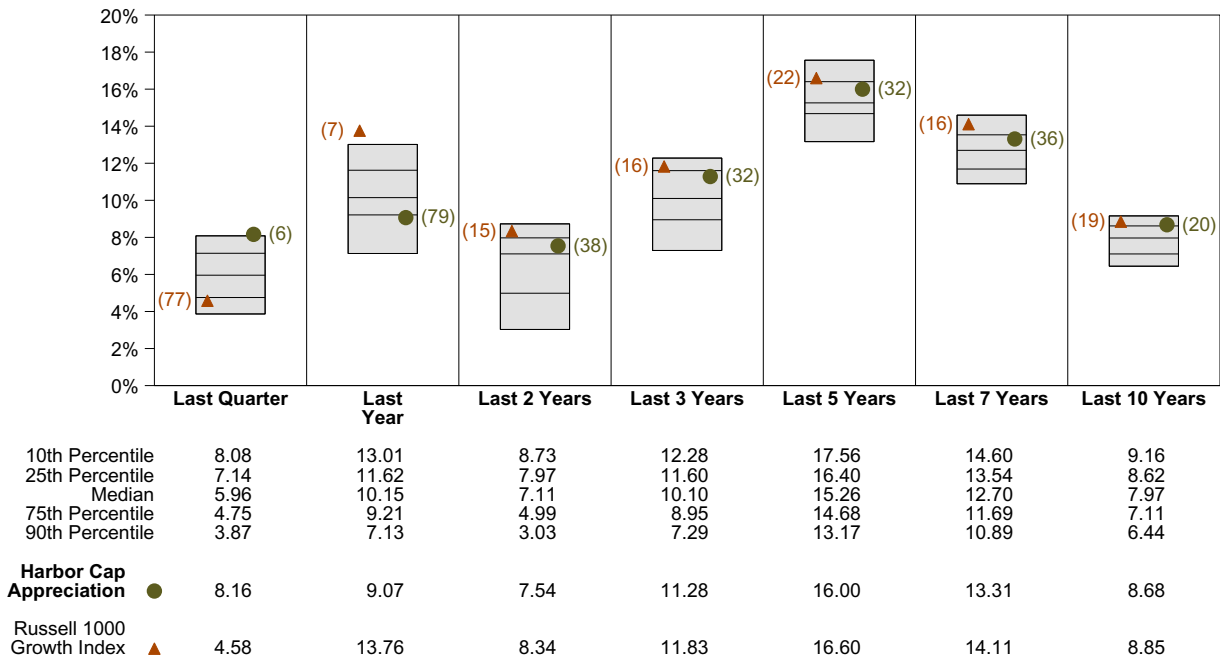 20%
18%
16%
14%
12%
10%
8%
6%
4%
2%
0%
(77) (6)
(7) (79)
(15) (38)
(16) (32)
(22) (32)
(16) (36)
(19) (20)
Last Quarter Last Year Last 2 Years Last 3 Years Last 5 Years Last 7 Years Last 10 Years
10th Percentile 8.08 13.01 8.73 12.28 17.56 14.60 9.16
25th Percentile 7.14 11.62 7.97 11.60 16.40 13.54 8.62
Median 5.96 10.15 7.11 10.10 15.26 12.70 7.97
75th Percentile 4.75 9.21 4.99 8.95 14.68 11.69 7.11
90th Percentile 3.87 7.13 3.03 7.29 13.17 10.89 6.44
Harbor Cap
Appreciation 8.16 9.07 7.54 11.28 16.00 13.31 8.68
Russell 1000
Growth Index 4.58 13.76 8.34 11.83 16.60 14.11 8.85